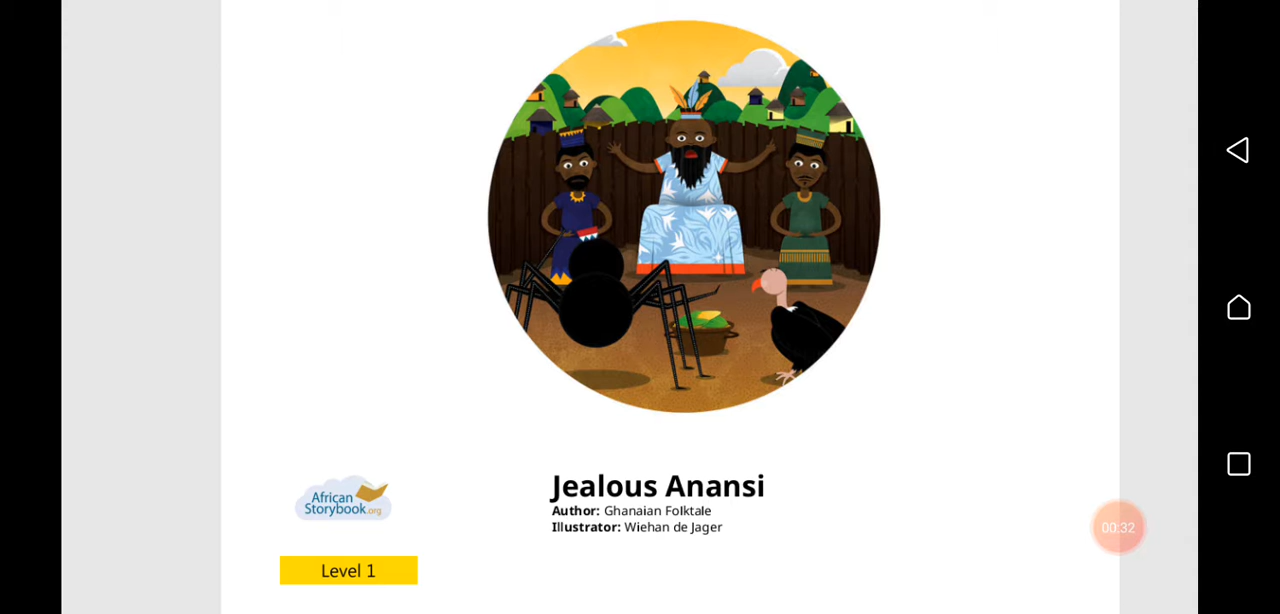 Jealous Anansi
Author: Ghanaian Folktale
Illustrator: Wiehan de Jager
African
Storybook.org
Level 1
00:32